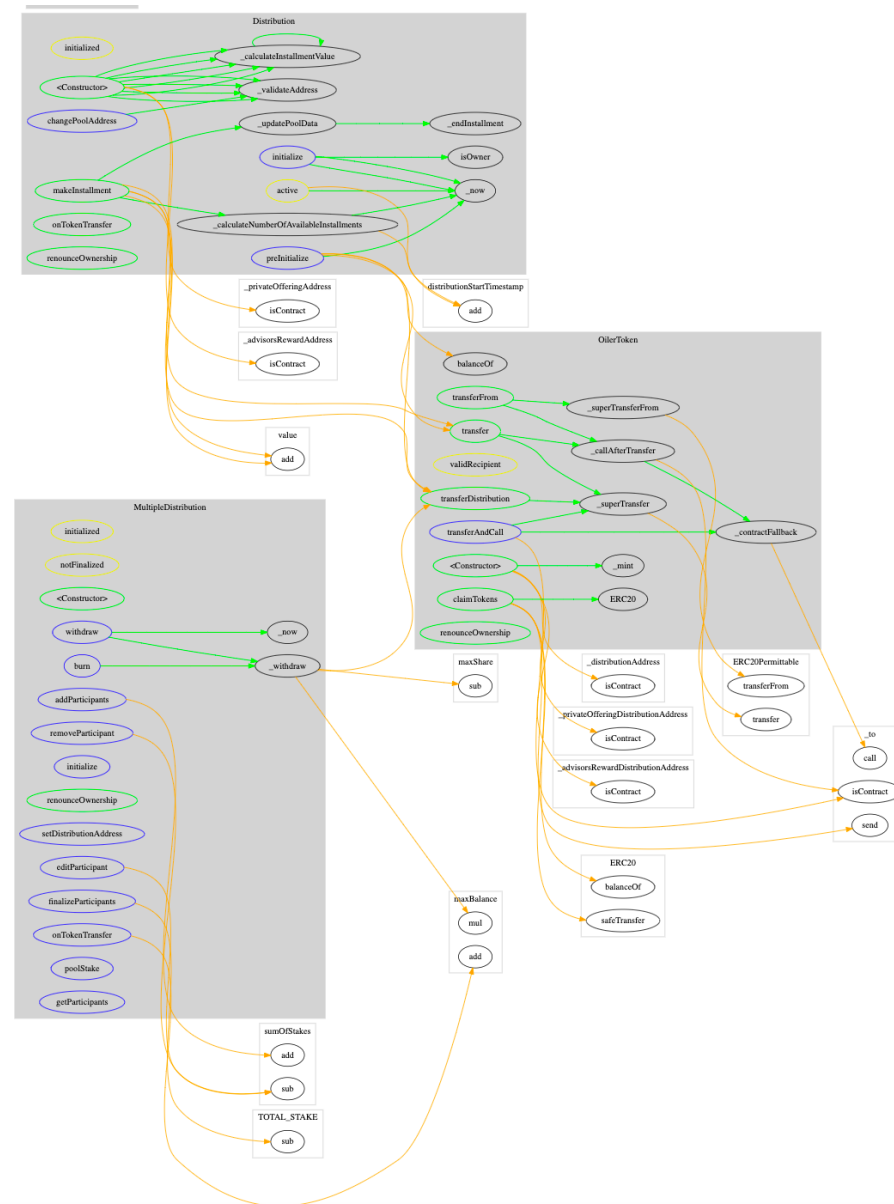 Distribution
initialized
_calculateInstallmentValue
<Constructor>
_validateAddress
changePoolAddress
_updatePoolData
_endInstallment
initialize
isOwner
makeInstallment
active
_now
onTokenTransfer
_calculateNumberOfAvailableInstallments
renounceOwnership
preInitialize
_privateOfferingAddress
isContract
distributionStartTimestamp
add
_advisorsRewardAddress
isContract
OilerToken
balanceOf
transferFrom
_superTransferFrom
transfer
_callAfterTransfer
validRecipient
transferDistribution
_superTransfer
transferAndCall
_contractFallback
<Constructor>
_mint
claimTokens
ERC20
renounceOwnership
value
add
MultipleDistribution
initialized
notFinalized
<Constructor>
withdraw
_now
burn
_withdraw
addParticipants
removeParticipant
initialize
renounceOwnership
setDistributionAddress
editParticipant
finalizeParticipants
onTokenTransfer
poolStake
getParticipants
maxShare
sub
_distributionAddress
isContract
ERC20Permittable
transferFrom
transfer
_privateOfferingDistributionAddress
isContract
_advisorsRewardDistributionAddress
isContract
_to
call
isContract
send
ERC20
balanceOf
safeTransfer
maxBalance
mul
add
sumOfStakes
add
sub
TOTAL_STAKE
sub